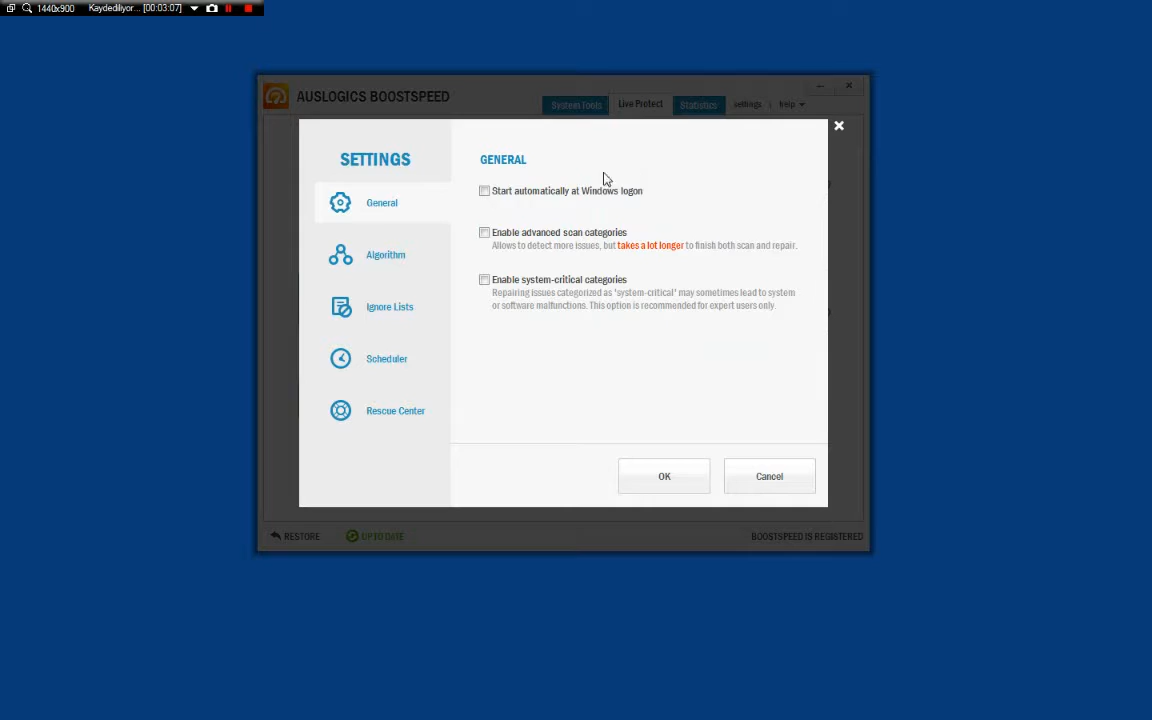 1440x900 Kaydediliyor... [00:03:07]
AUSLOGICS BOOSTSPEED
System Tools Live Protect Statistics settings | help
SETTINGS
General
Algorithm
Ignore Lists
Scheduler
Rescue Center
GENERAL
Start automatically at Windows logon
Enable advanced scan categories
Allows to detect more issues, but takes a lot longer to finish both scan and repair.
Enable system-critical categories
Repairing issues categorized as 'system-critical' may sometimes lead to system
or software malfunctions. This option is recommended for expert users only.
OK Cancel
RESTORE UP TO DATE BOOSTSPEED IS REGISTERED